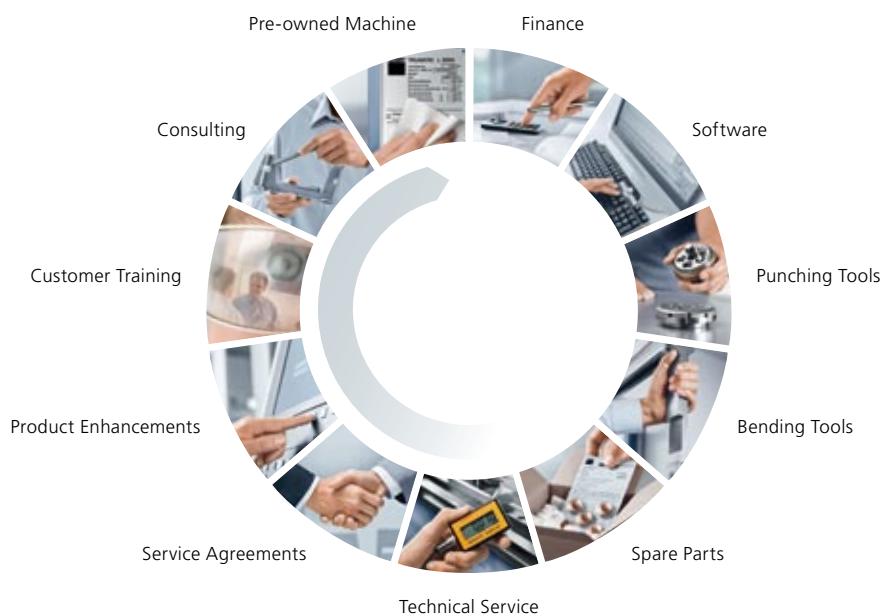 Pre-owned Machine
Finance
Consulting
Software
Customer Training
Punching Tools
Product Enhancements
Bending Tools
Service Agreements
Spare Parts
Technical Service